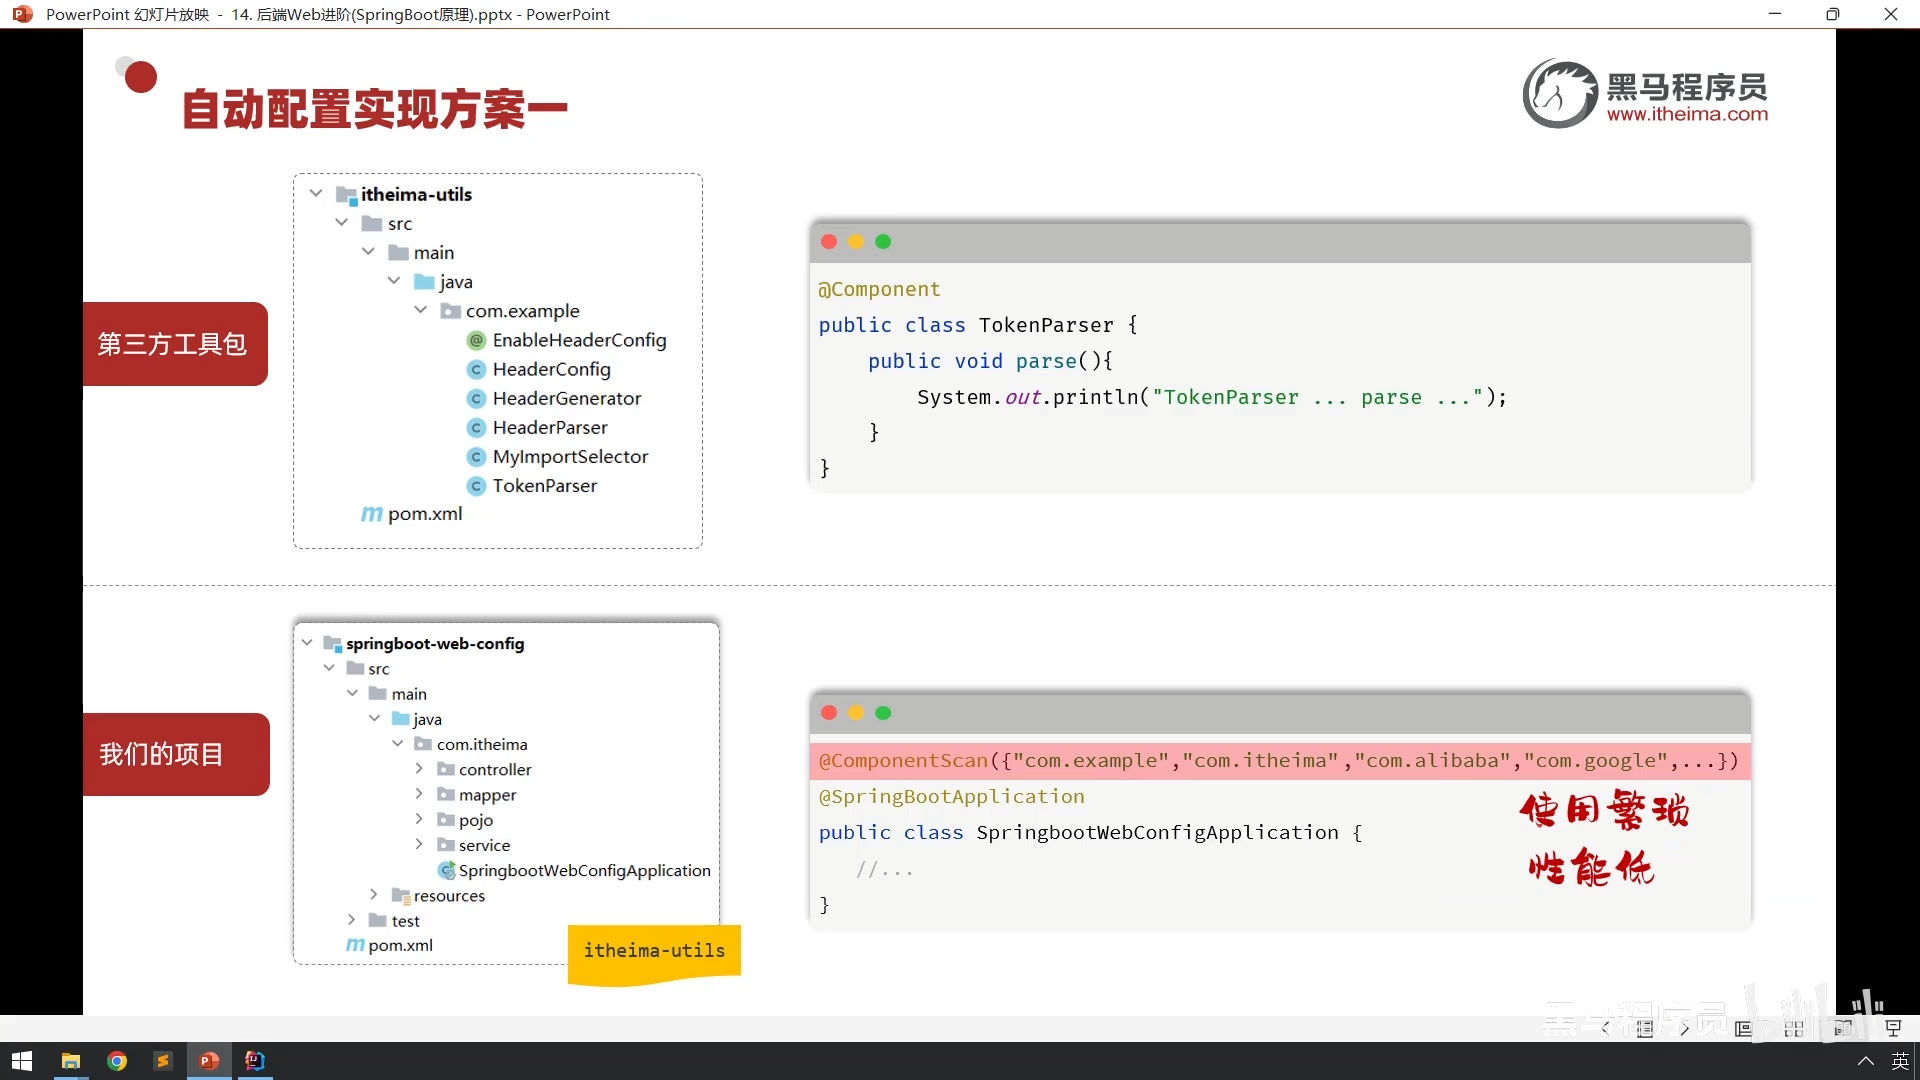 PowerPoint 幻灯片放映 - 14. 后端Web进阶(SpringBoot原理).pptx - PowerPoint
自动配置实现方案一
黑马程序员
www.itheima.com
第三方工具包
itheima-utils
src
main
java
com.example
EnableHeaderConfig
HeaderConfig
HeaderGenerator
HeaderParser
MyImportSelector
TokenParser
pom.xml
@Component
public class TokenParser {
public void parse(){
System.out.println("TokenParser ... parse ...");
}
}
我们的项目
springboot-web-config
src
main
java
com.itheima
controller
mapper
pojo
service
SpringbootWebConfigApplication
resources
test
pom.xml
itheima-utils
@ComponentScan({"com.example","com.itheima","com.alibaba","com.google",...})
@SpringBootApplication
public class SpringbootWebConfigApplication {
//...
}
使用繁琐
性能低
黑马程序员
英